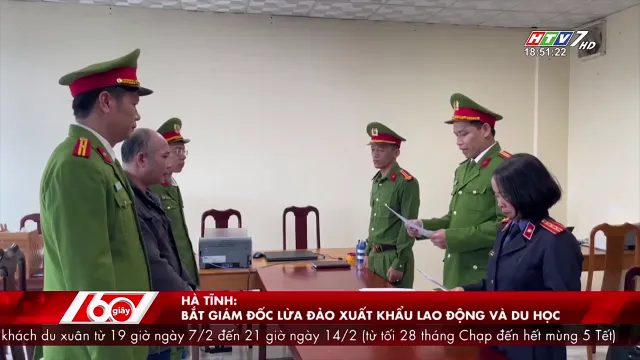 HTV7 HD
18:51:22
60 giây
HÀ TĨNH:
BẮT GIÁM ĐỐC LỪA ĐẢO XUẤT KHẨU LAO ĐỘNG VÀ DU HỌC
khách du xuân từ 19 giờ ngày 7/2 đến 21 giờ ngày 14/2 (từ tối 28 tháng Chạp đến hết mùng 5 Tết)